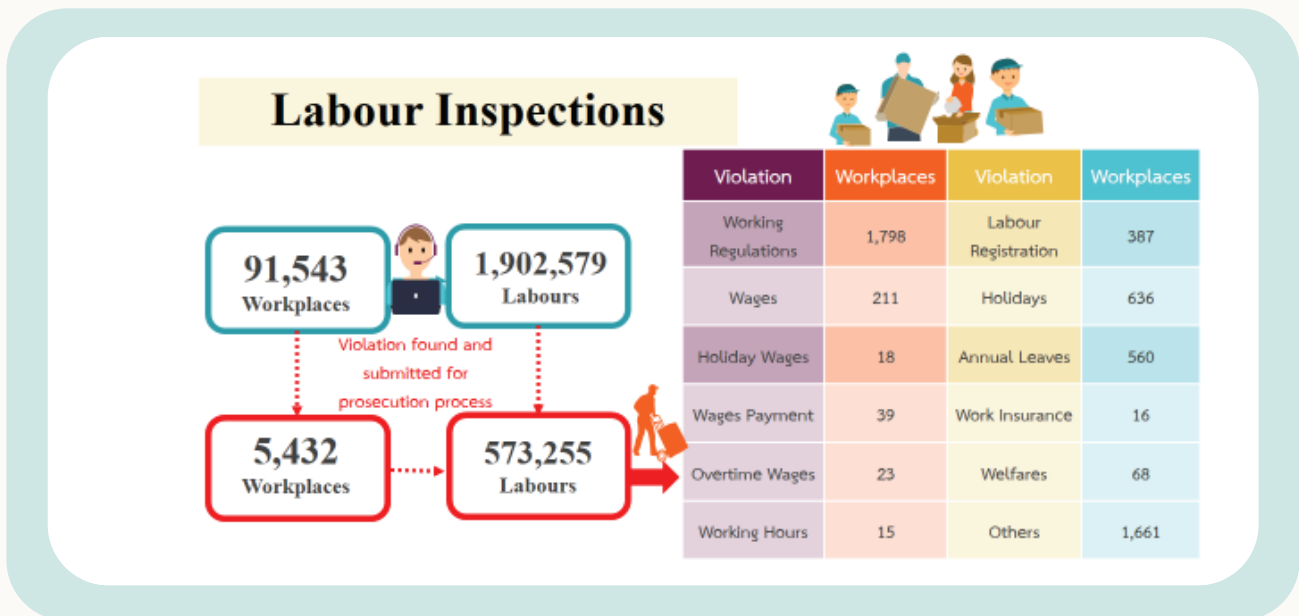 Labour Inspections
91,543
Workplaces
1,902,579
Labours
Violation found and
submitted for
prosecution process
5,432
Workplaces
573,255
Labours
Violation Workplaces Violation Workplaces
Working
Regulations
1,798
Labour
Registration
387
Wages 211 Holidays 636
Holiday Wages 18 Annual Leaves 560
Wages Payment 39 Work Insurance 16
Overtime Wages 23 Welfares 68
Working Hours 15 Others 1,661